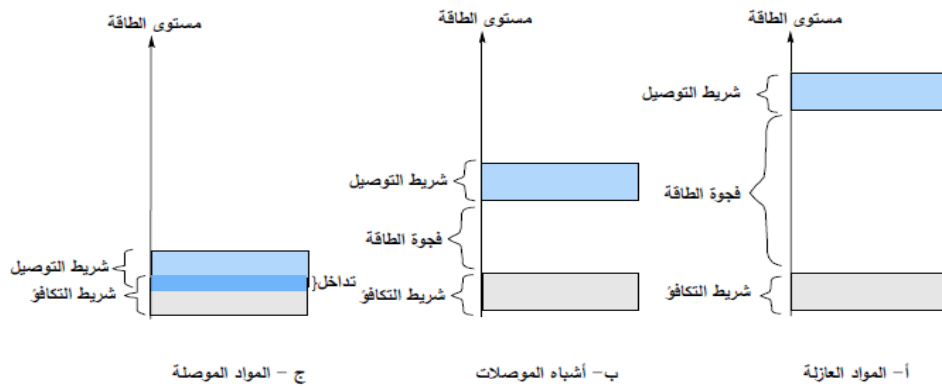 مستوى الطاقة
شريط التوصيل
فجوة الطاقة
شريط التكافؤ
أ- المواد العازلة
مستوى الطاقة
شريط التوصيل
فجوة الطاقة
شريط التكافؤ
ب- أشباه الموصلات
مستوى الطاقة
شريط التوصيل
تداخل
شريط التكافؤ
ج - المواد الموصلة